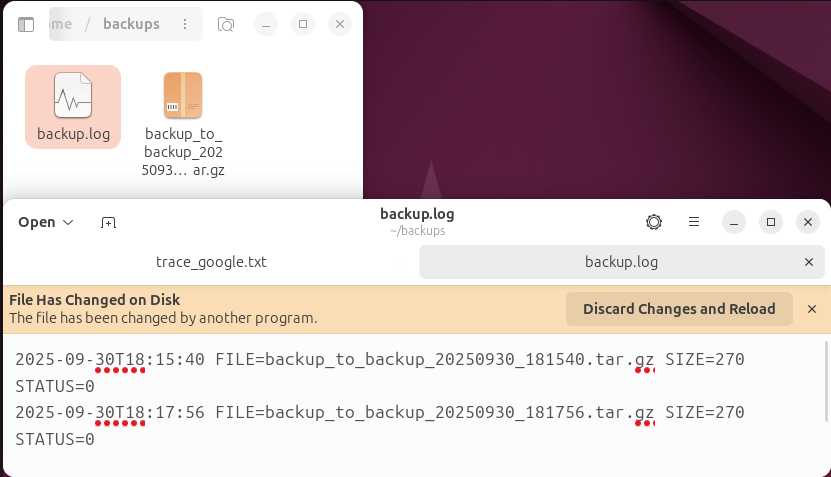 ome / backups
backup.log
backup_to_
backup_202
5093… ar.gz
Open
backup.log
~/backups
trace_google.txt
backup.log
File Has Changed on Disk
The file has been changed by another program.
Discard Changes and Reload
2025-09-30T18:15:40 FILE=backup_to_backup_20250930_181540.tar.gz SIZE=270
STATUS=0
2025-09-30T18:17:56 FILE=backup_to_backup_20250930_181756.tar.gz SIZE=270
STATUS=0